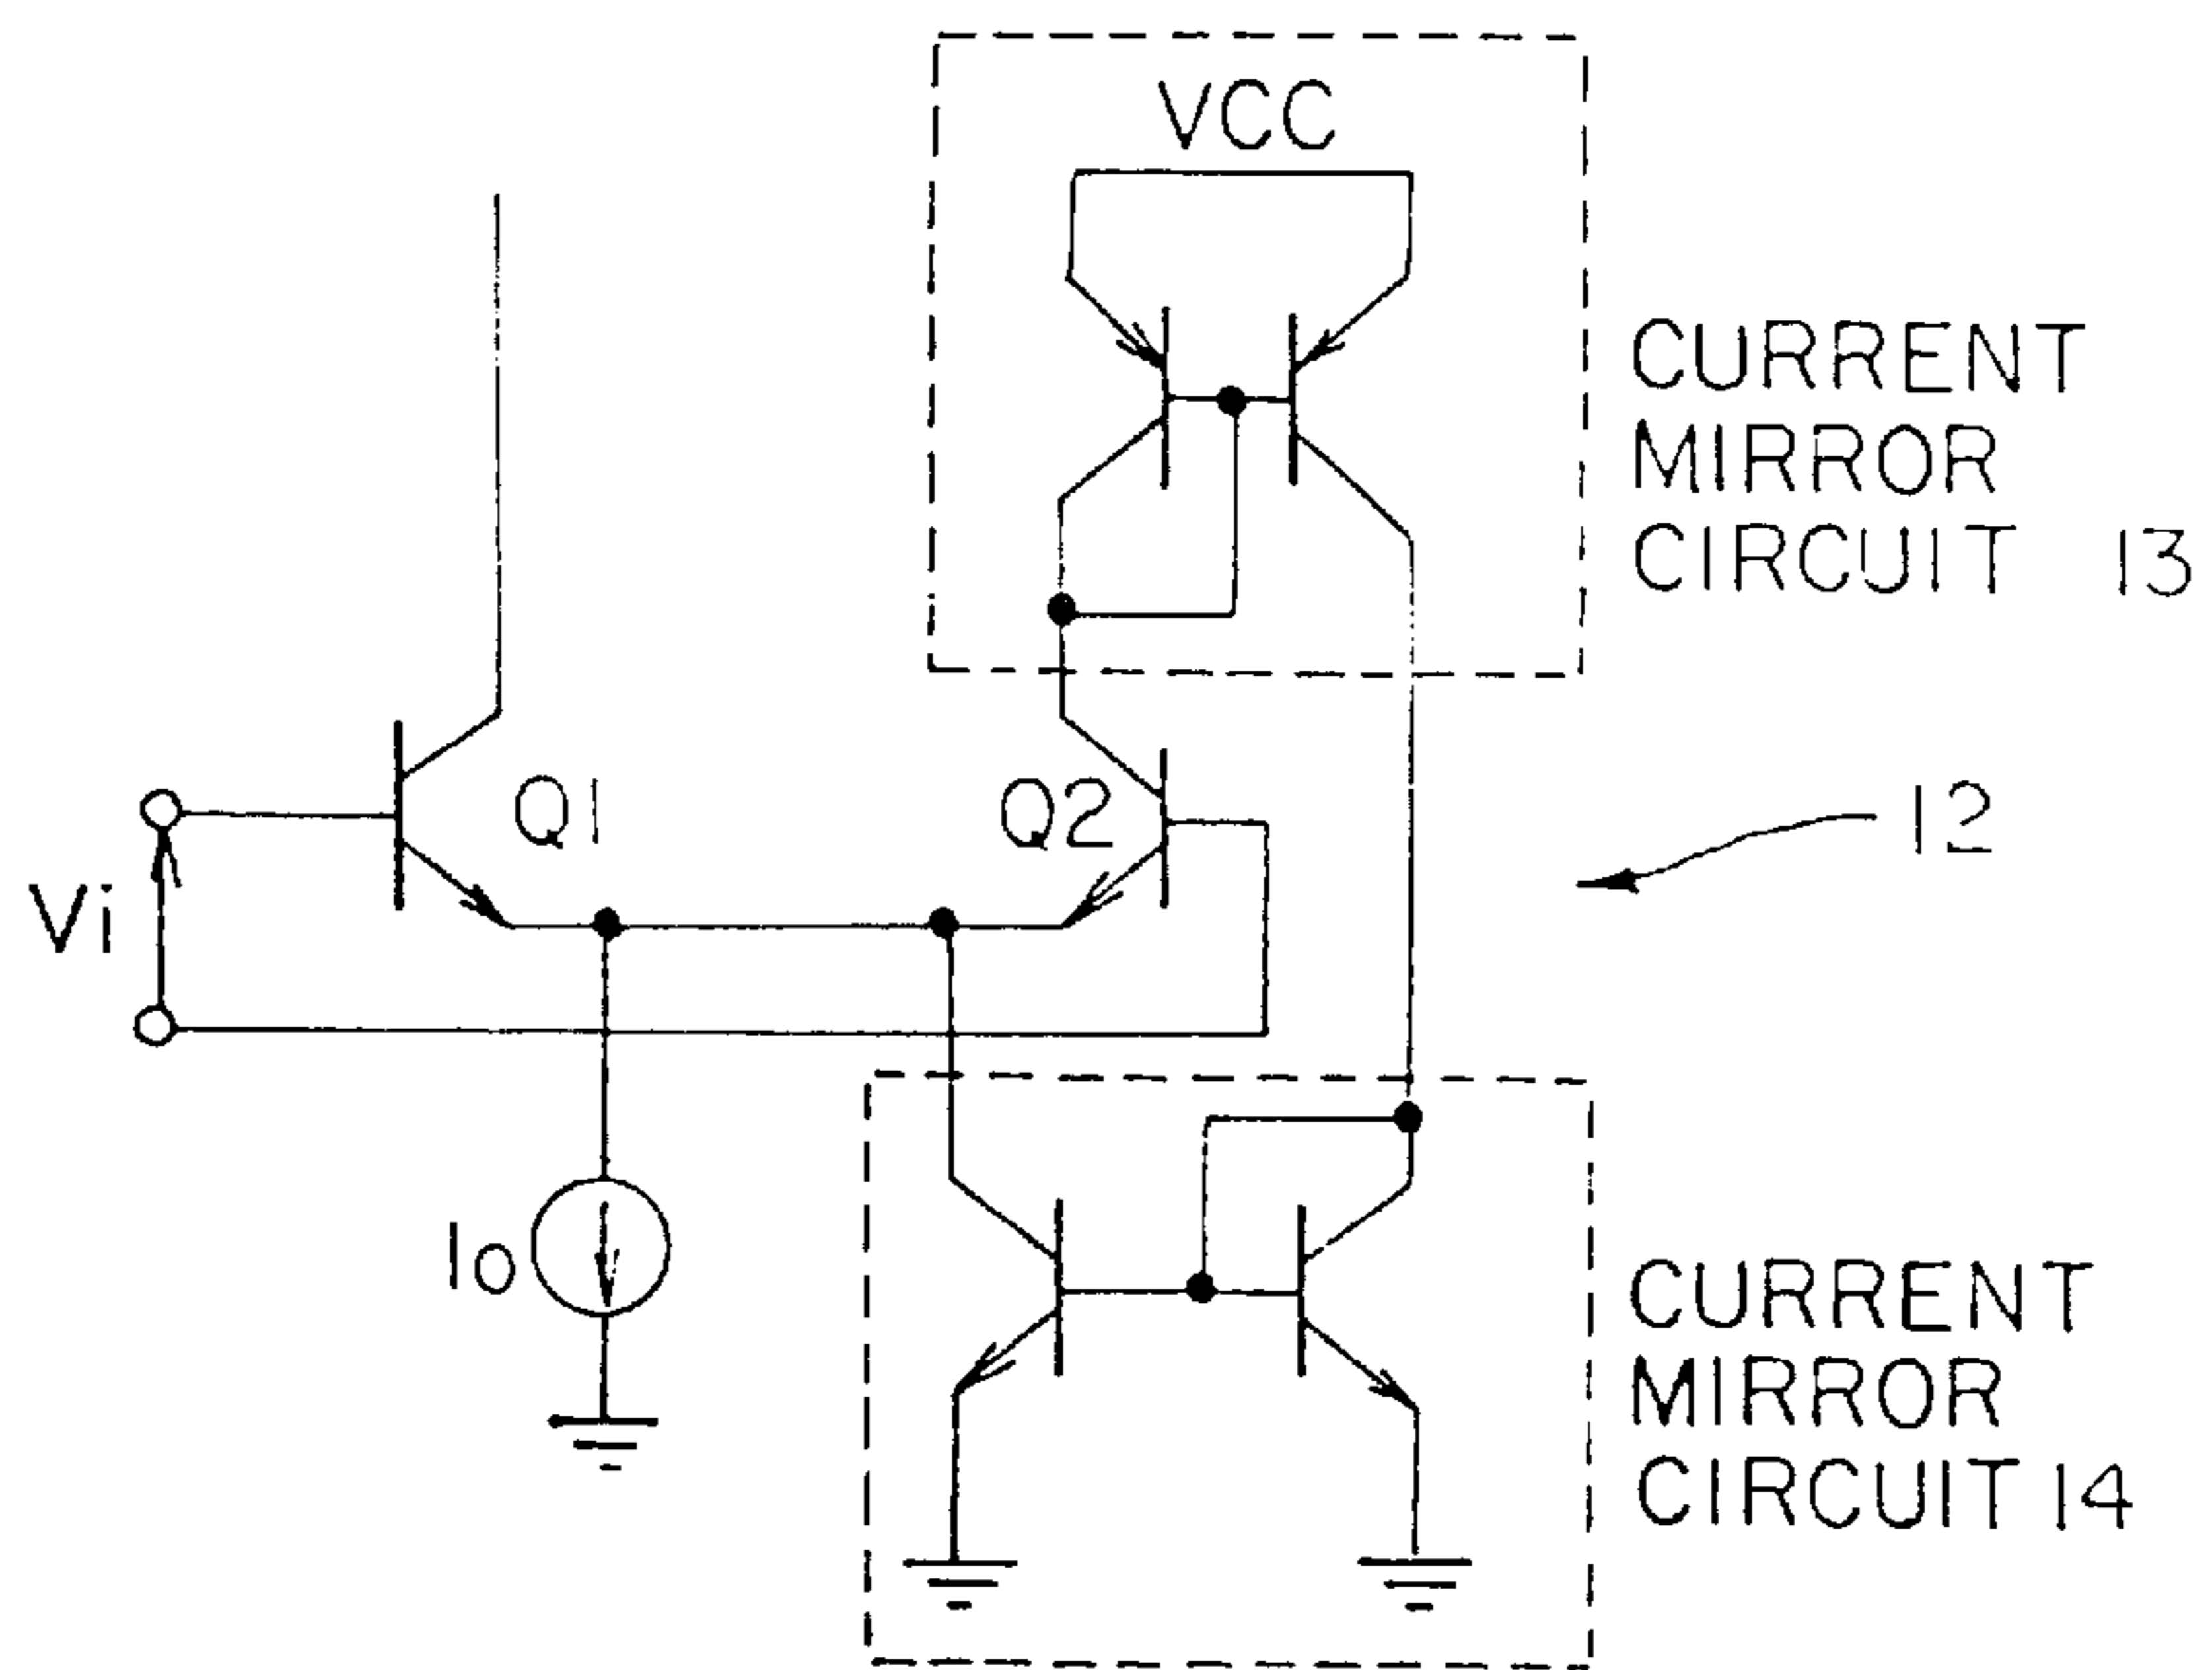 VCC
CURRENT
MIRROR
CIRCUIT 13
Q1
Q2
12
Vi
Io
CURRENT
MIRROR
CIRCUIT 14